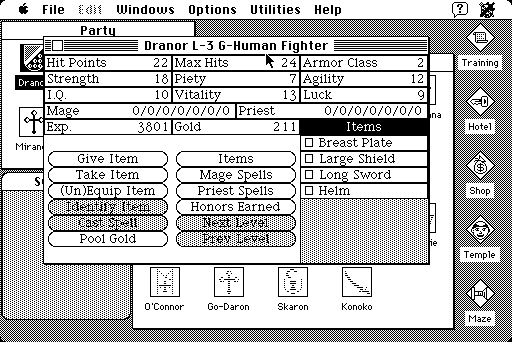 File Edit Windows Options Utilities Help
Party
Dranor L-3 G-Human Fighter
Hit Points 22 Max Hits 24 Armor Class 2
Strength 18 Piety 7 Agility 12
I.Q. 10 Vitality 13 Luck 9
Mage 0/0/0/0/0/0/0 Priest 0/0/0/0/0/0/0
Exp. 3801 Gold 211 Items
Breast Plate
Large Shield
Long Sword
Helm
Give Item Items
Take Item Mage Spells
(Un)Equip Item Priest Spells
Identify Item Honors Earned
Cast Spell Next Level
Pool Gold Prev Level
O'Connor Go-Daron Skaron Konoko
Training
Hotel
Shop
Temple
Maze